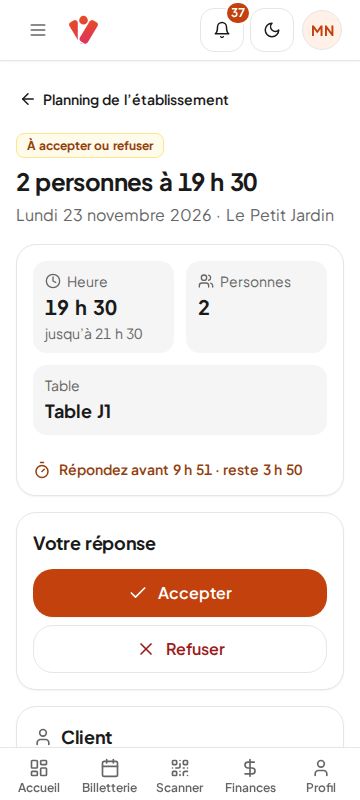 37
MN
Planning de l'établissement
À accepter ou refuser
2 personnes à 19 h 30
Lundi 23 novembre 2026 · Le Petit Jardin
Heure
19 h 30
jusqu'à 21 h 30
Personnes
2
Table
Table J1
Répondez avant 9 h 51 · reste 3 h 50
Votre réponse
Accepter
Refuser
Client
Accueil
Billetterie
Scanner
Finances
Profil